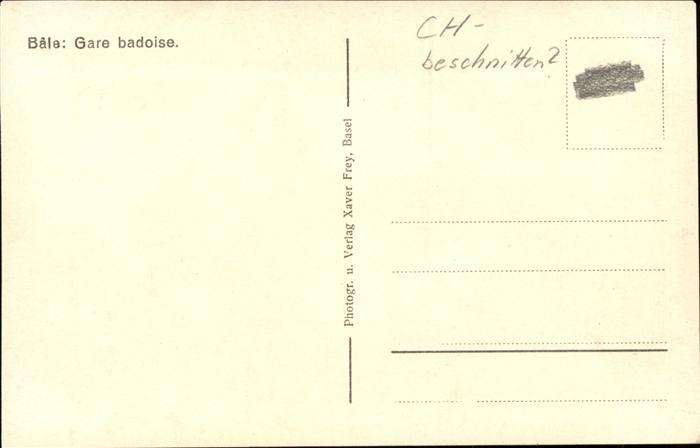 Bâle: Gare badoise.
CH-
beschnitten?
Photogr. u. Verlag Xaver Frey, Basel